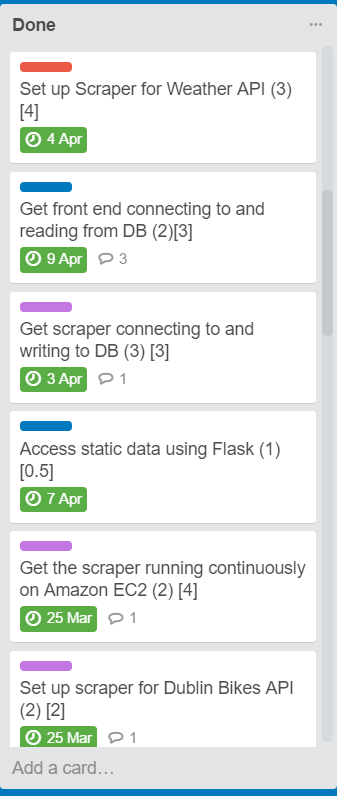 Done
Set up Scraper for Weather API (3)
[4]
4 Apr
Get front end connecting to and
reading from DB (2)[3]
9 Apr 3
Get scraper connecting to and
writing to DB (3) [3]
3 Apr 1
Access static data using Flask (1)
[0.5]
7 Apr
Get the scraper running continuously
on Amazon EC2 (2) [4]
25 Mar 1
Set up scraper for Dublin Bikes API
(2) [2]
25 Mar 1
Add a card…